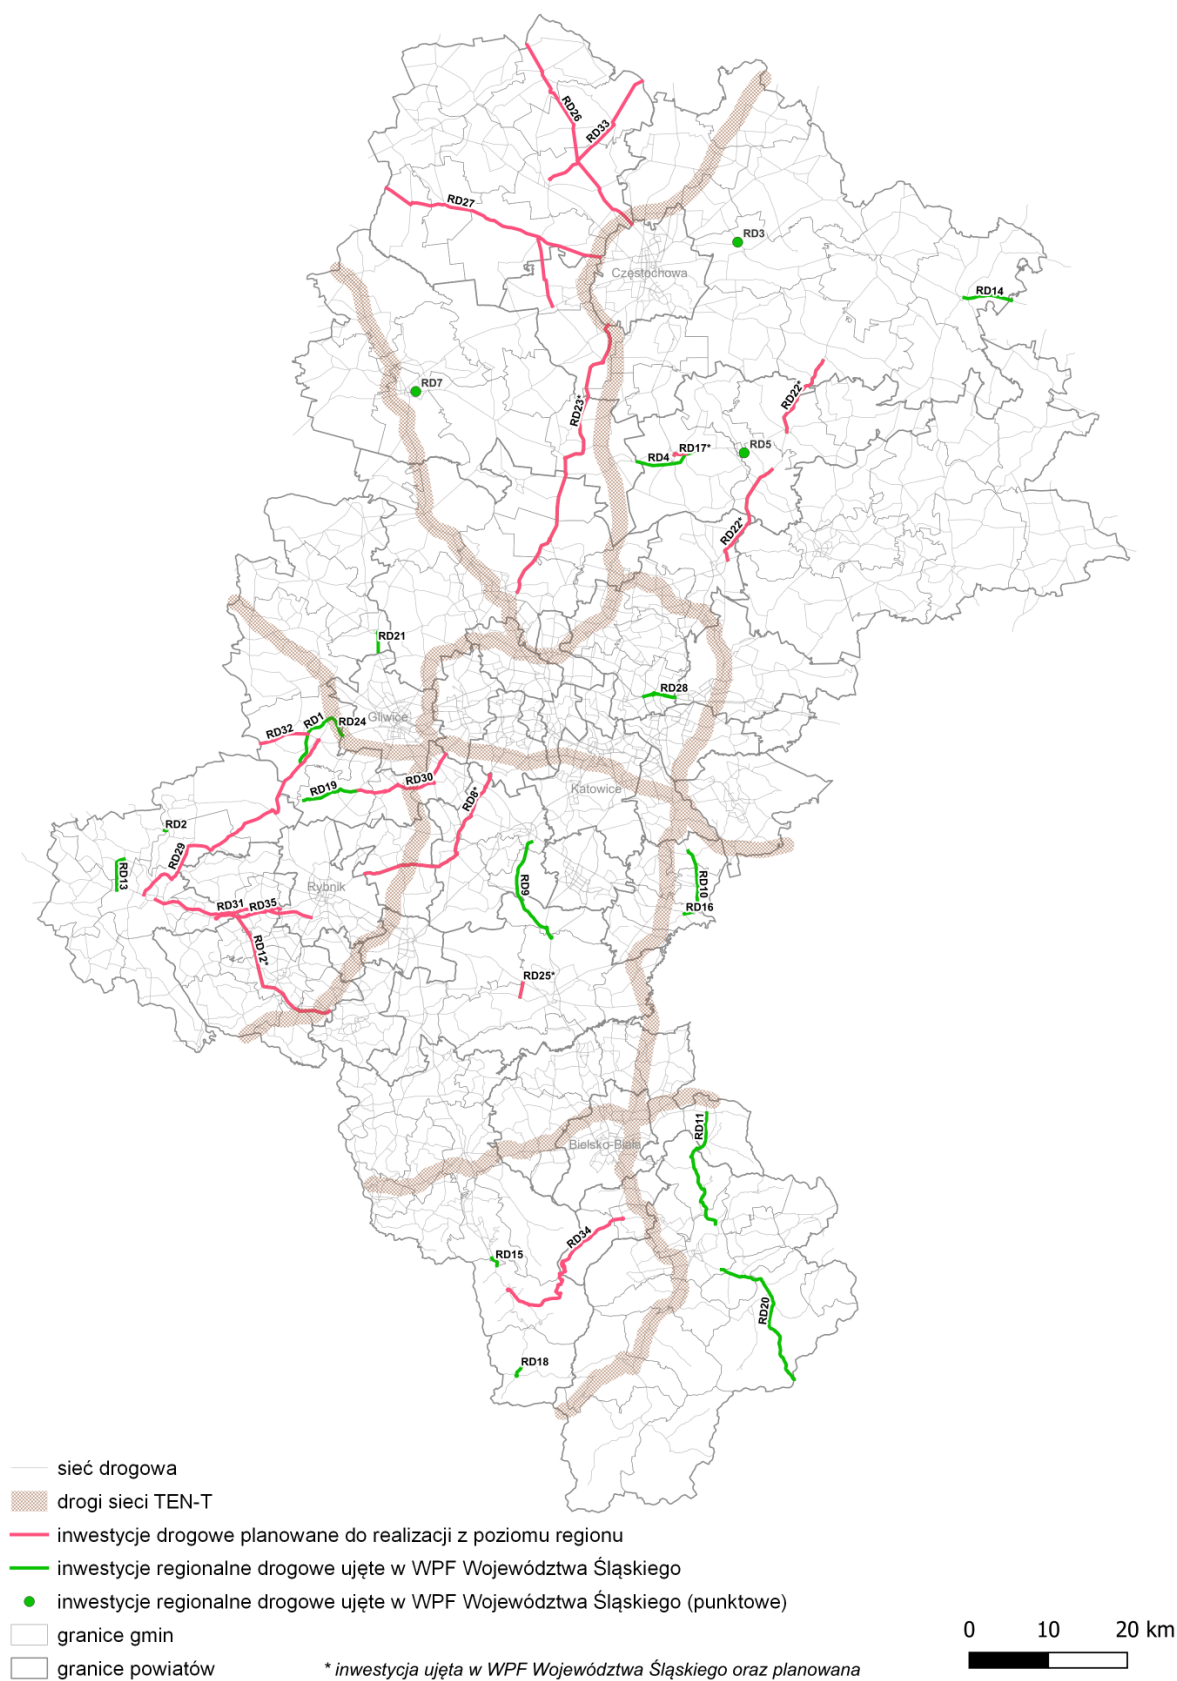 RD26
RD33
RD27
RD3
Częstochowa
RD14
RD7
RD22*
RD23*
RD17*
RD5
RD4
RD22*
RD21
RD28
RD1
RD24
Gliwice
RD32
RD30
RD19
RD8*
Katowice
RD2
RD29
RD13
RD9
RD10
Rybnik
RD31
RD35
RD16
RD12*
RD25*
RD11
Bielsko-Biała
RD34
RD15
RD20
RD18
sieć drogowa
drogi sieci TEN-T
inwestycje drogowe planowane do realizacji z poziomu regionu
inwestycje regionalne drogowe ujęte w WPF Województwa Śląskiego
inwestycje regionalne drogowe ujęte w WPF Województwa Śląskiego (punktowe)
granice gmin
granice powiatów
* inwestycja ujęta w WPF Województwa Śląskiego oraz planowana
0 10 20 km